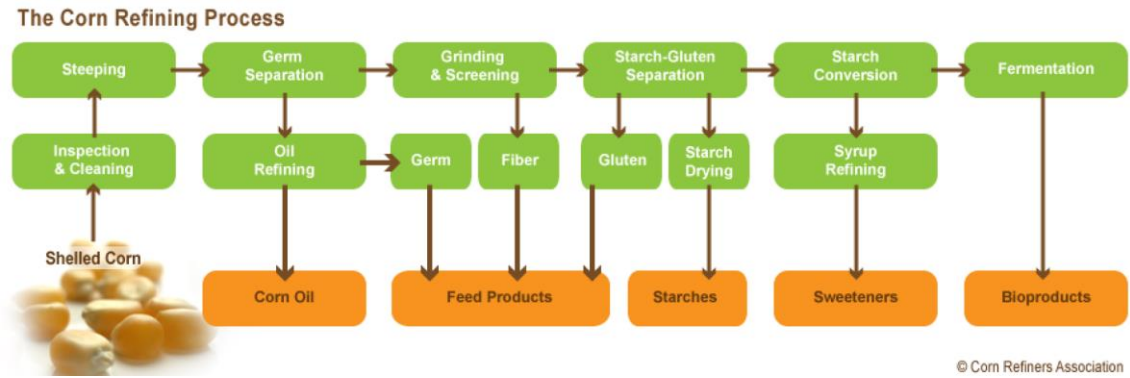 The Corn Refining Process
Steeping
Germ
Separation
Grinding
& Screening
Starch-Gluten
Separation
Starch
Conversion
Fermentation
Inspection
& Cleaning
Oil
Refining
Germ
Fiber
Gluten
Starch
Drying
Syrup
Refining
Shelled Corn
Corn Oil
Feed Products
Starches
Sweeteners
Bioproducts
© Corn Refiners Association